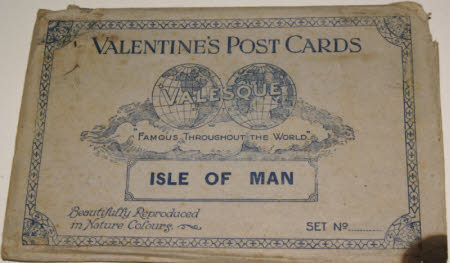 VALENTINE'S POST CARDS
"VALESQUE"
"FAMOUS THROUGHOUT THE WORLD"
ISLE OF MAN
Beautifully Reproduced
in Nature Colours.
SET No..........